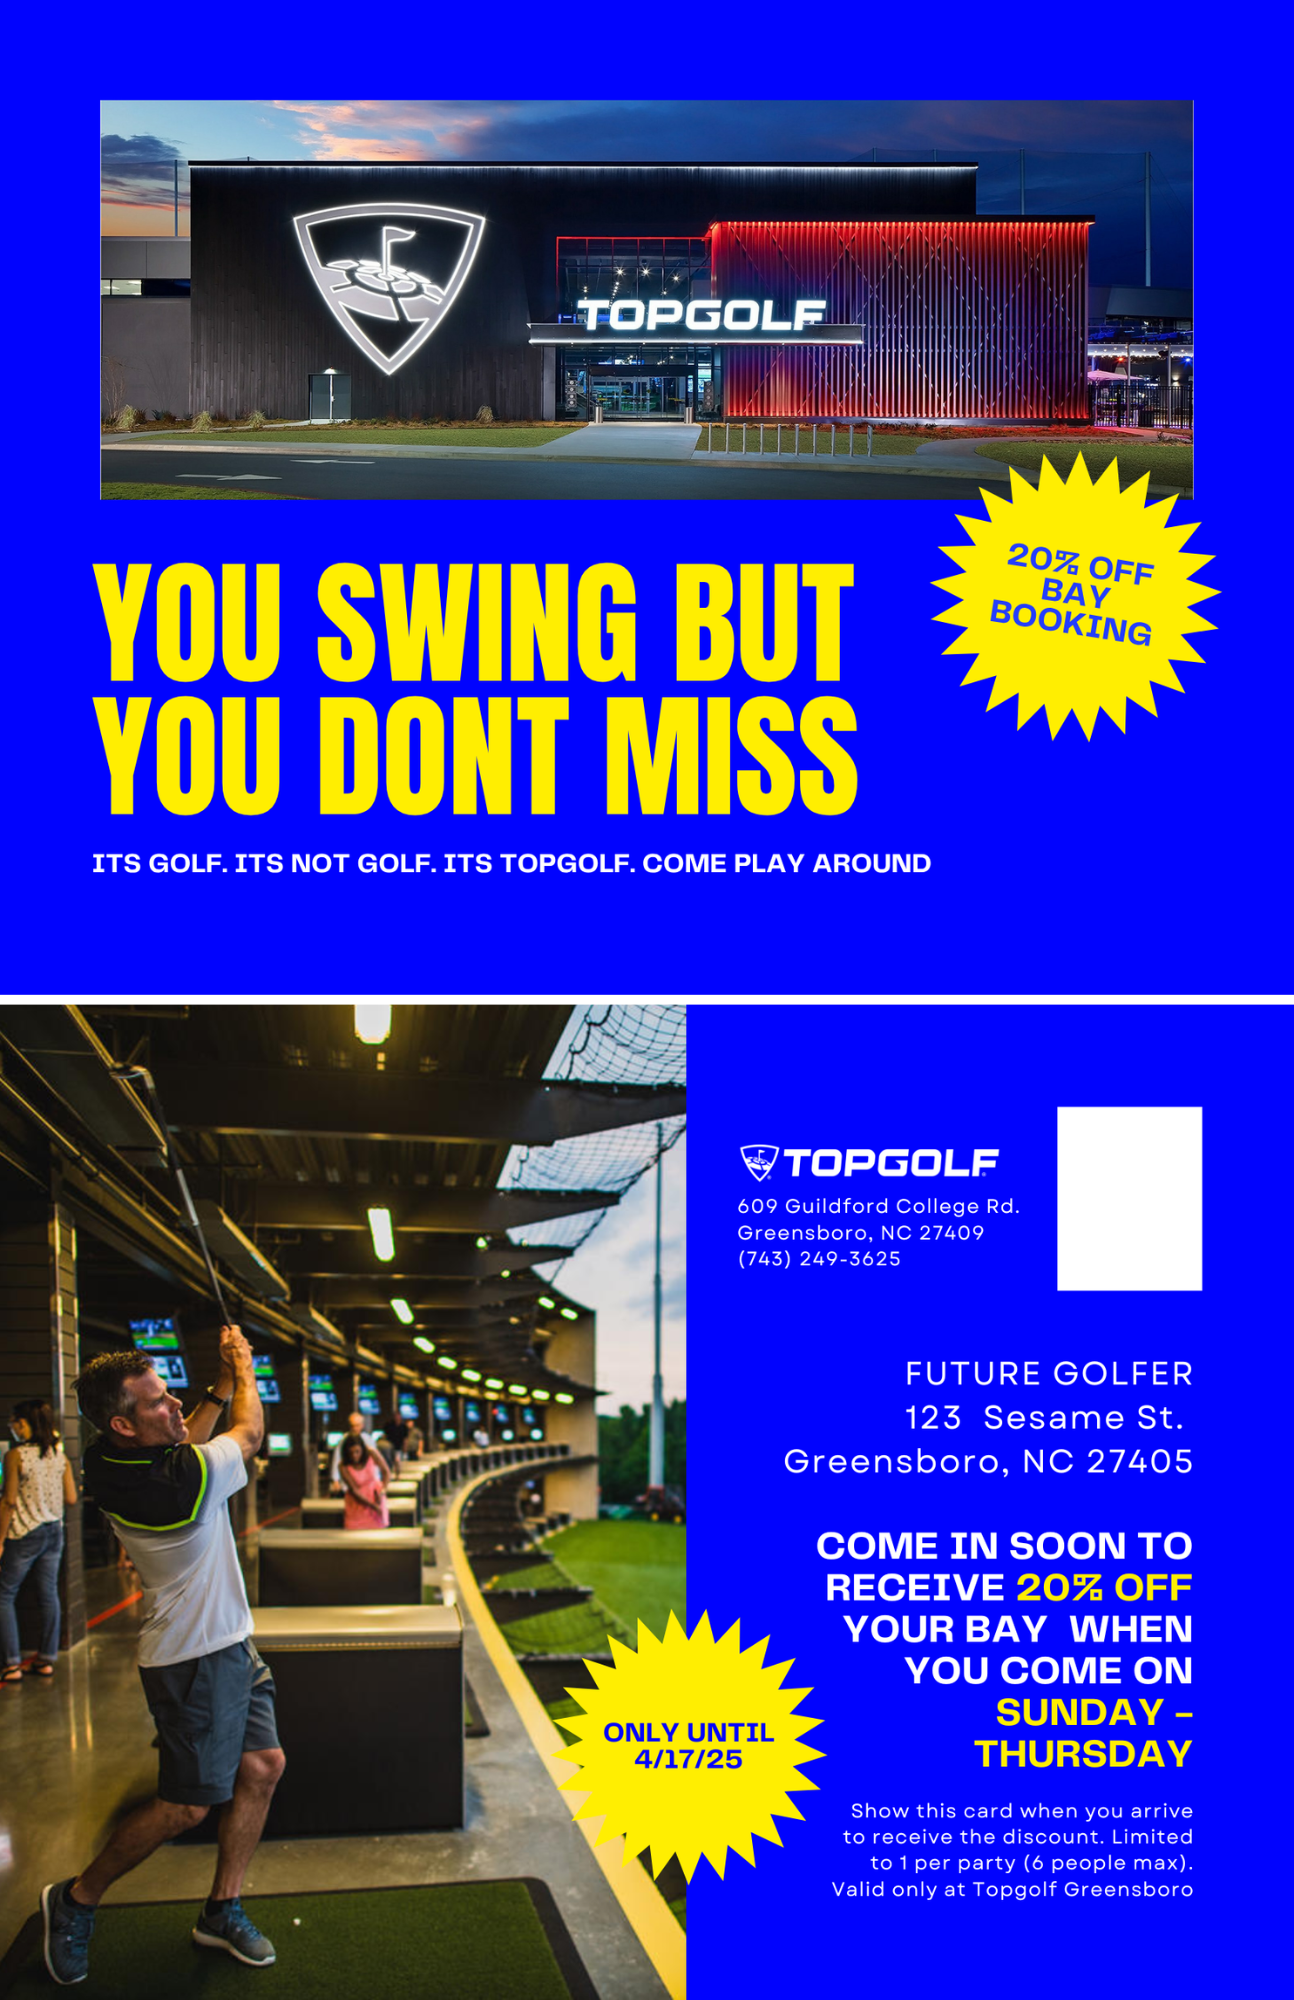 TOPGOLF
20% OFF
BAY
BOOKING
YOU SWING BUT
YOU DONT MISS
ITS GOLF. ITS NOT GOLF. ITS TOPGOLF. COME PLAY AROUND
TOPGOLF
609 Guildford College Rd.
Greensboro, NC 27409
(743) 249-3625
FUTURE GOLFER
123 Sesame St.
Greensboro, NC 27405
COME IN SOON TO
RECEIVE 20% OFF
YOUR BAY WHEN
YOU COME ON
SUNDAY –
THURSDAY
ONLY UNTIL
4/17/25
Show this card when you arrive
to receive the discount. Limited
to 1 per party (6 people max).
Valid only at Topgolf Greensboro